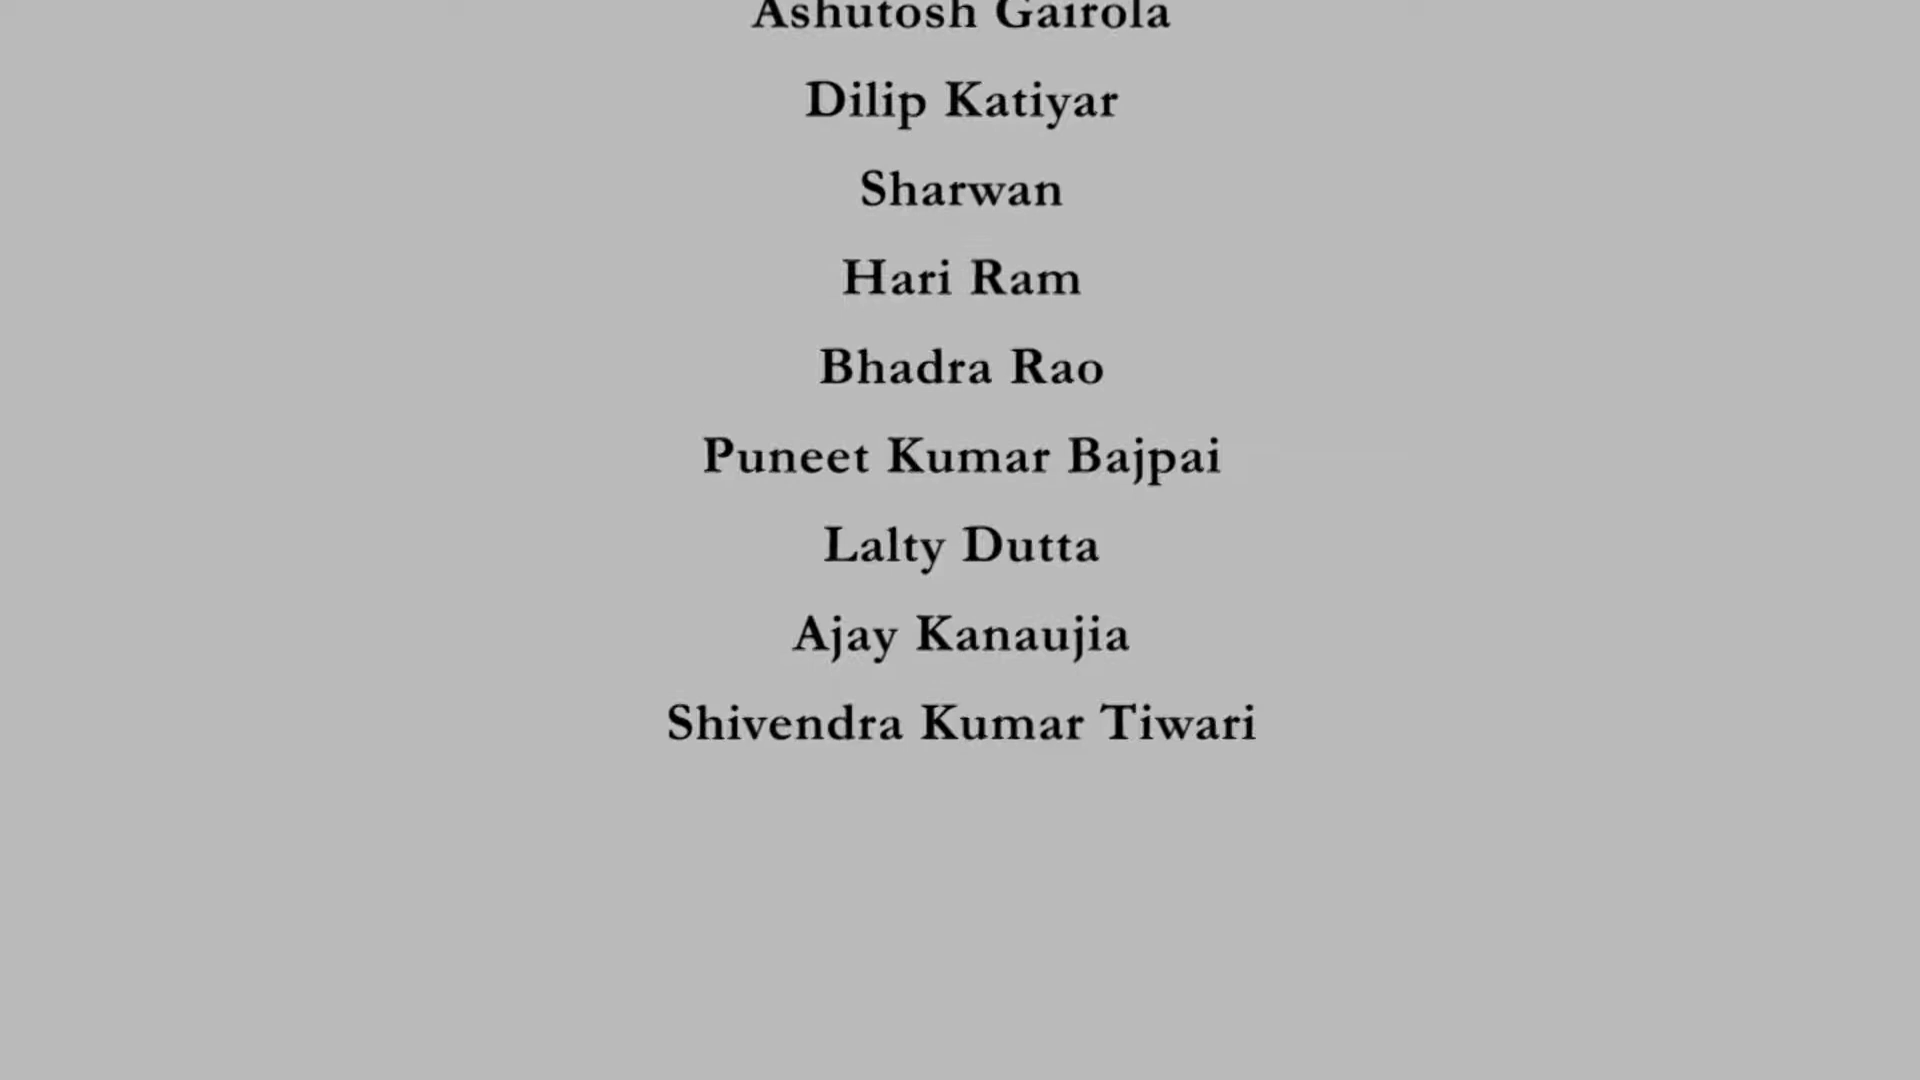 Ashutosh Gairola
Dilip Katiyar
Sharwan
Hari Ram
Bhadra Rao
Puneet Kumar Bajpai
Lalty Dutta
Ajay Kanaujia
Shivendra Kumar Tiwari